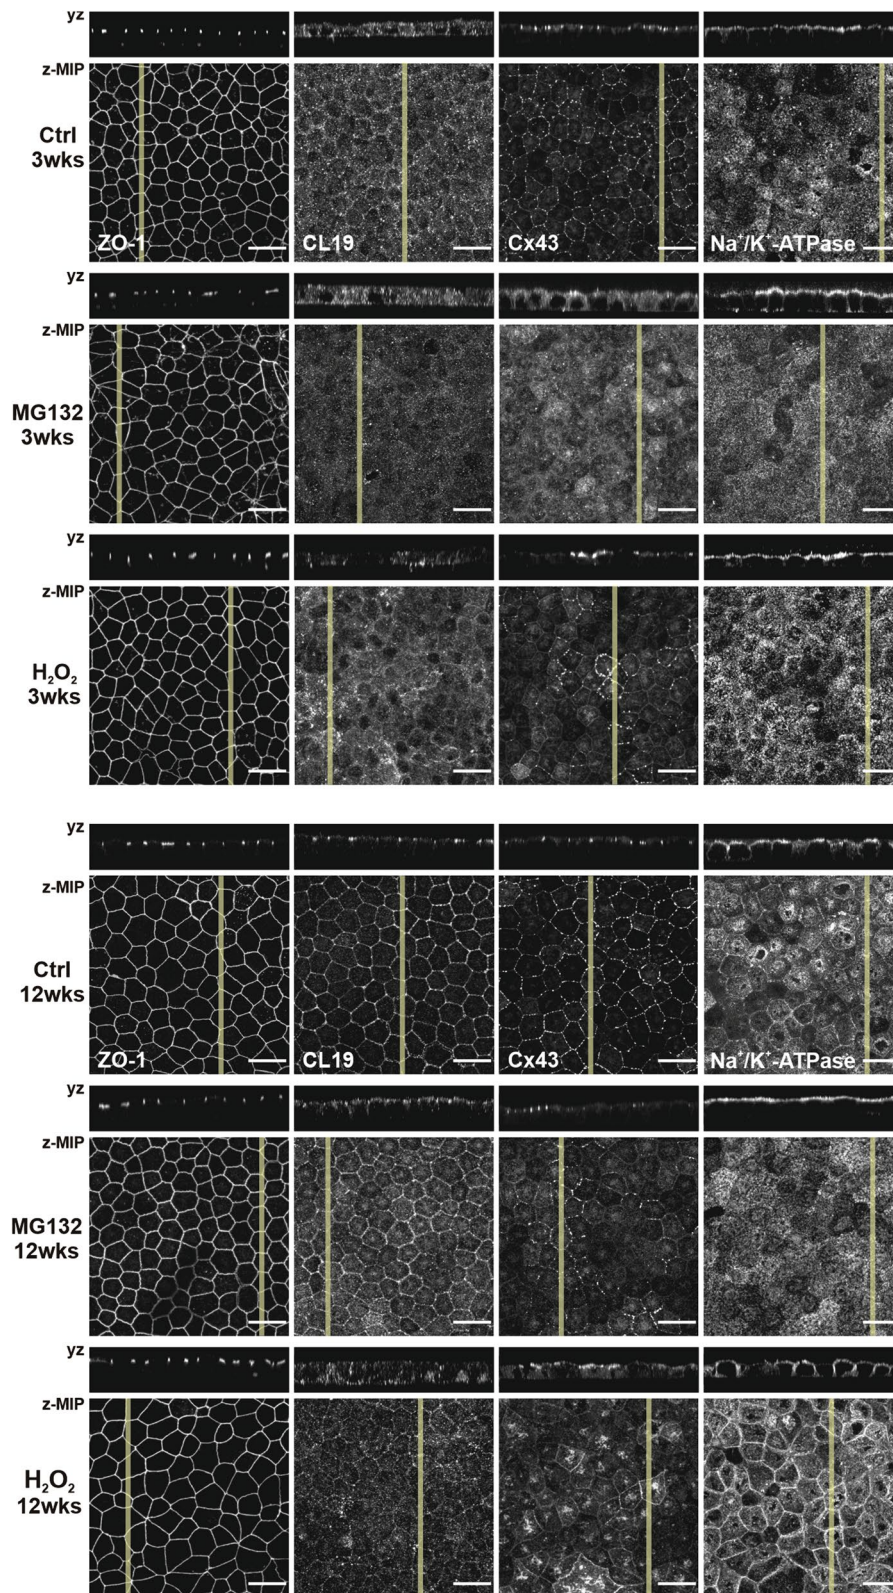 yz
z-MIP
Ctrl
3wks
ZO-1
CL19
Cx43
Na⁺/K⁺-ATPase
yz
z-MIP
MG132
3wks
yz
z-MIP
H₂O₂
3wks
yz
z-MIP
Ctrl
12wks
ZO-1
CL19
Cx43
Na⁺/K⁺-ATPase
yz
z-MIP
MG132
12wks
yz
z-MIP
H₂O₂
12wks